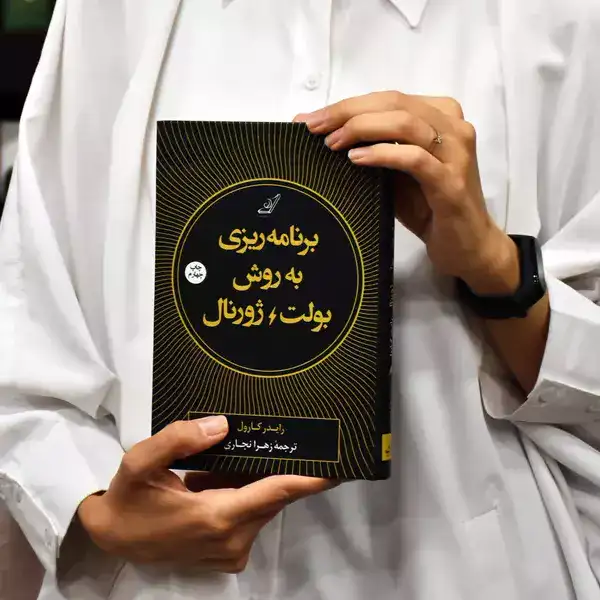 برنامه‌ریزی
به روش
بولت ژورنال
چاپ
چهارم
رایدر کارول
ترجمهٔ زهرا نجاری